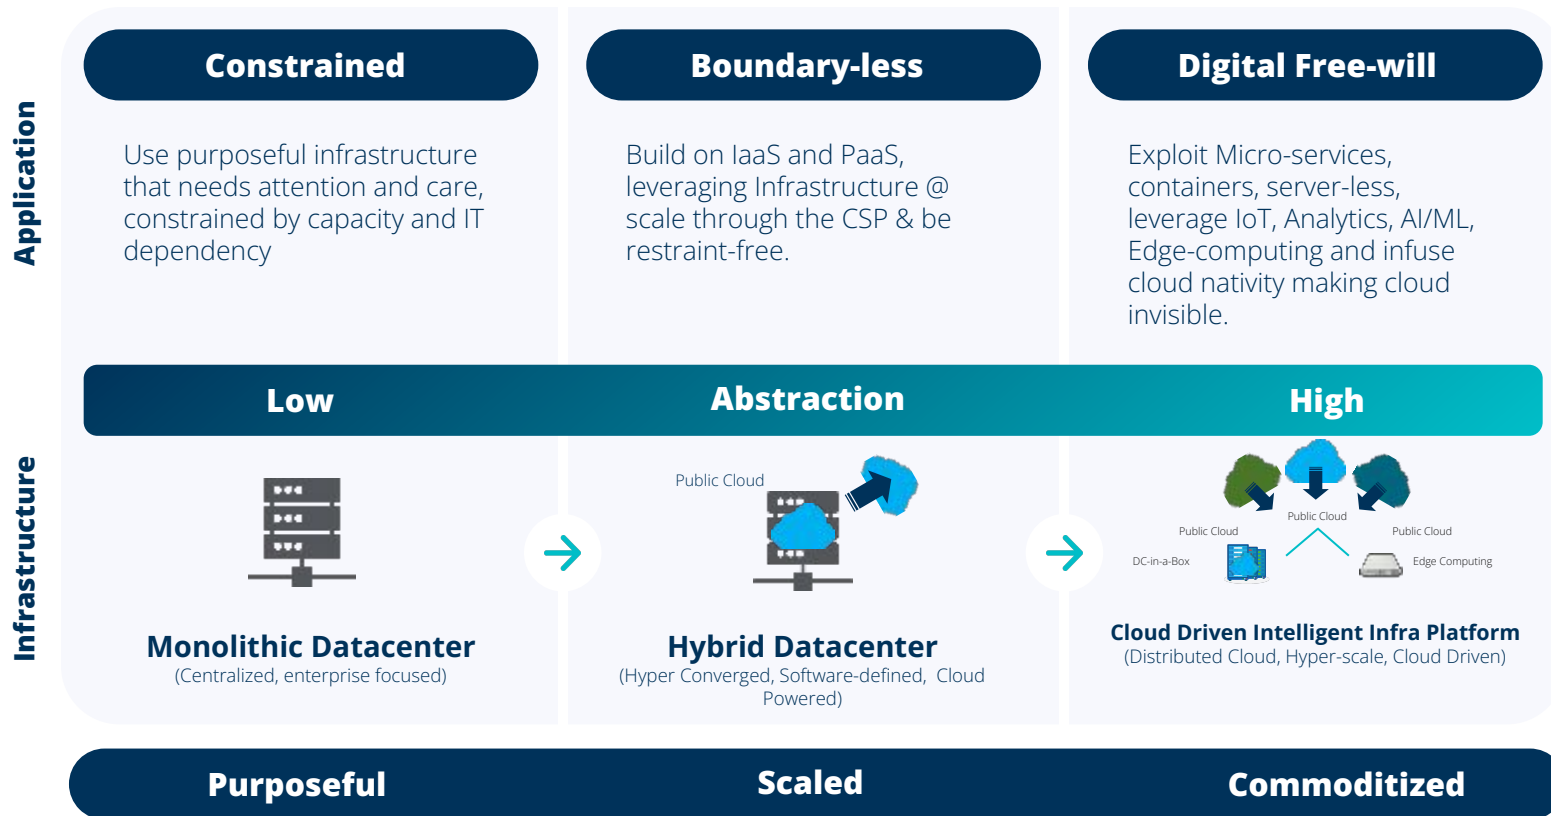 Application
Constrained
Use purposeful infrastructure
that needs attention and care,
constrained by capacity and IT
dependency
Boundary-less
Build on IaaS and PaaS,
leveraging Infrastructure @
scale through the CSP & be
restraint-free.
Digital Free-will
Exploit Micro-services,
containers, server-less,
leverage IoT, Analytics, AI/ML,
Edge-computing and infuse
cloud nativity making cloud
invisible.
Low
Abstraction
High
Infrastructure
Monolithic Datacenter
(Centralized, enterprise focused)
Public Cloud
Hybrid Datacenter
(Hyper Converged, Software-defined, Cloud
Powered)
Public Cloud
Public Cloud
Public Cloud
DC-in-a-Box
Edge Computing
Cloud Driven Intelligent Infra Platform
(Distributed Cloud, Hyper-scale, Cloud Driven)
Purposeful
Scaled
Commoditized